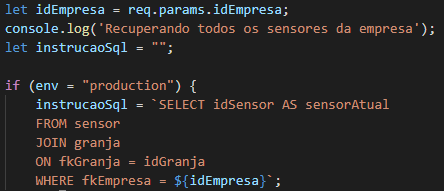 let idEmpresa = req.params.idEmpresa;
console.log('Recuperando todos os sensores da empresa');
let instrucaoSql = "";
if (env = "production") {
instrucaoSql = `SELECT idSensor AS sensorAtual
FROM sensor
JOIN granja
ON fkGranja = idGranja
WHERE fkEmpresa = ${idEmpresa}`;